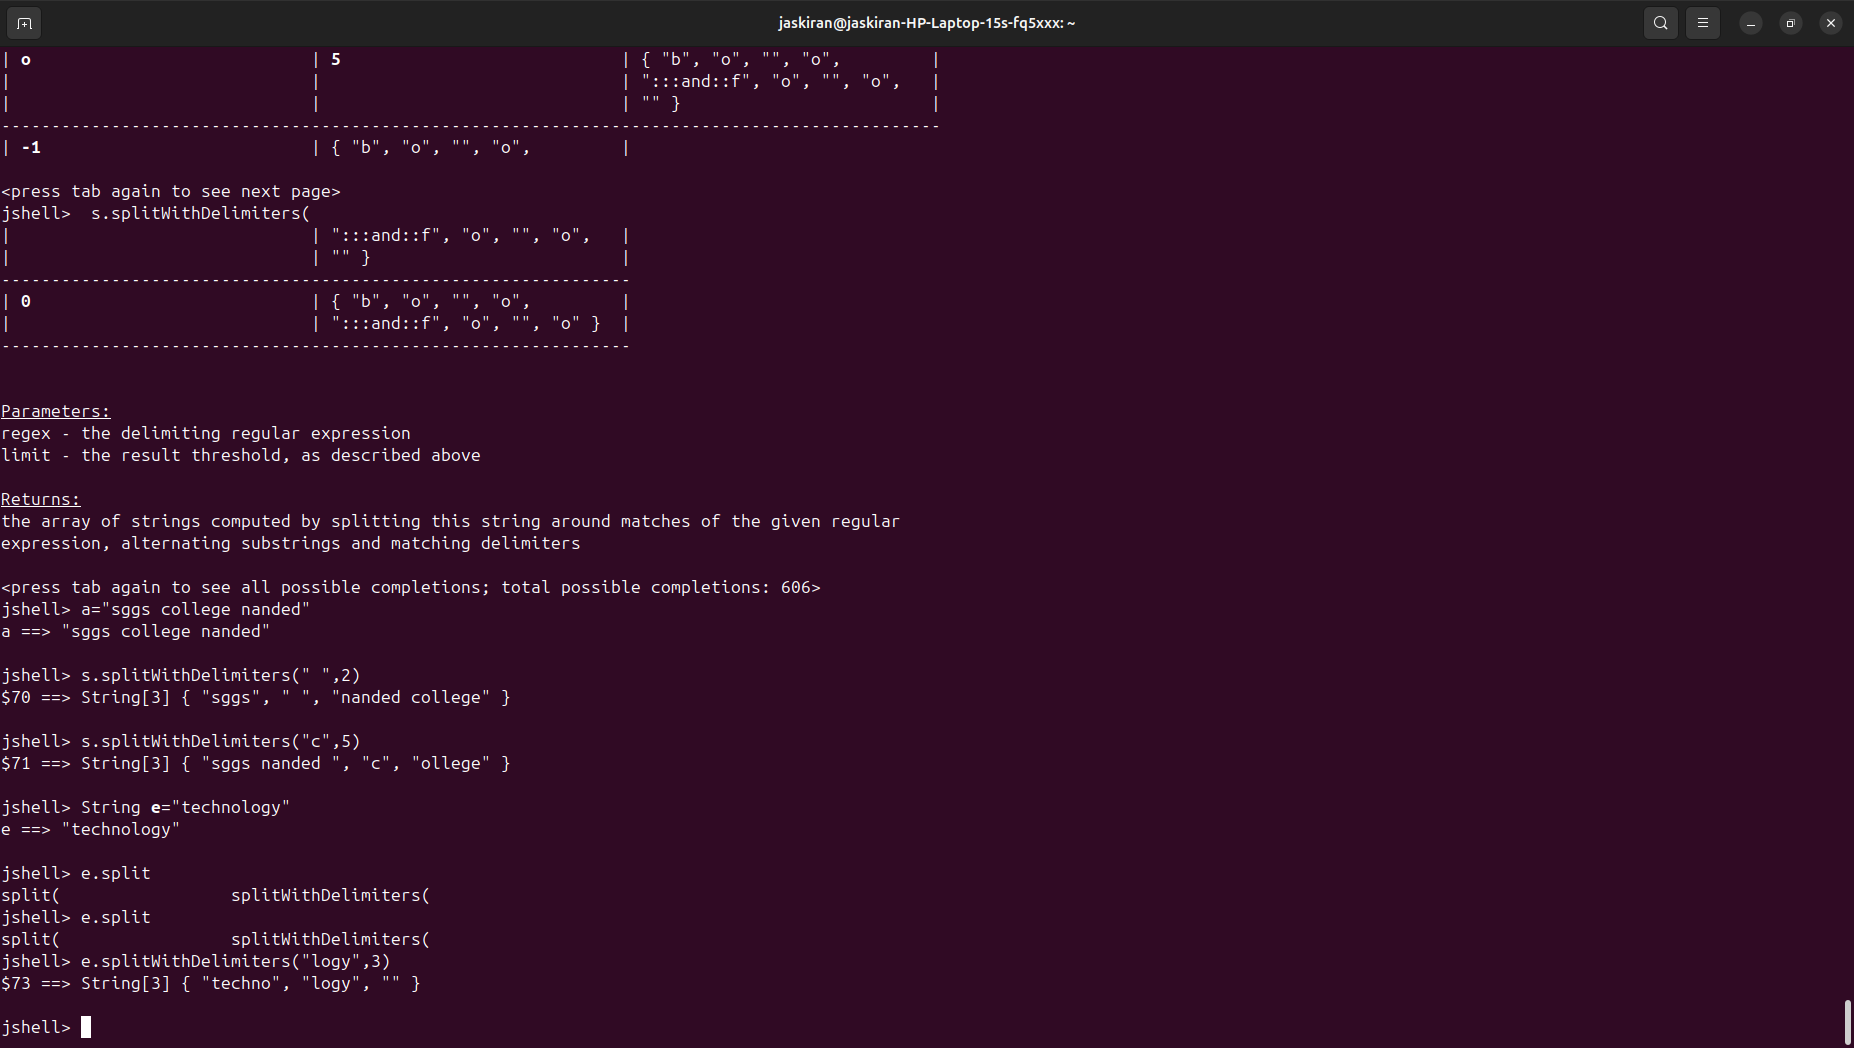 jaskiran@jaskiran-HP-Laptop-15s-fq5xxx: ~
| o                            | 5                            | { "b", "o", "", "o",         |
|                              |                              | ":::and::f", "o", "", "o",   |
|                              |                              | "" }                         |
----------------------------------------------------------------------------------------------
| -1                           | { "b", "o", "", "o",         |
<press tab again to see next page>
jshell>  s.splitWithDelimiters(
|                              | ":::and::f", "o", "", "o",   |
|                              | "" }                         |
---------------------------------------------------------------
| 0                            | { "b", "o", "", "o",         |
|                              | ":::and::f", "o", "", "o" }  |
---------------------------------------------------------------
Parameters:
regex - the delimiting regular expression
limit - the result threshold, as described above
Returns:
the array of strings computed by splitting this string around matches of the given regular
expression, alternating substrings and matching delimiters
<press tab again to see all possible completions; total possible completions: 606>
jshell> a="sggs college nanded"
a ==> "sggs college nanded"
jshell> s.splitWithDelimiters(" ",2)
$70 ==> String[3] { "sggs", " ", "nanded college" }
jshell> s.splitWithDelimiters("c",5)
$71 ==> String[3] { "sggs nanded ", "c", "ollege" }
jshell> String e="technology"
e ==> "technology"
jshell> e.split
split(                 splitWithDelimiters(
jshell> e.split
split(                 splitWithDelimiters(
jshell> e.splitWithDelimiters("logy",3)
$73 ==> String[3] { "techno", "logy", "" }
jshell>